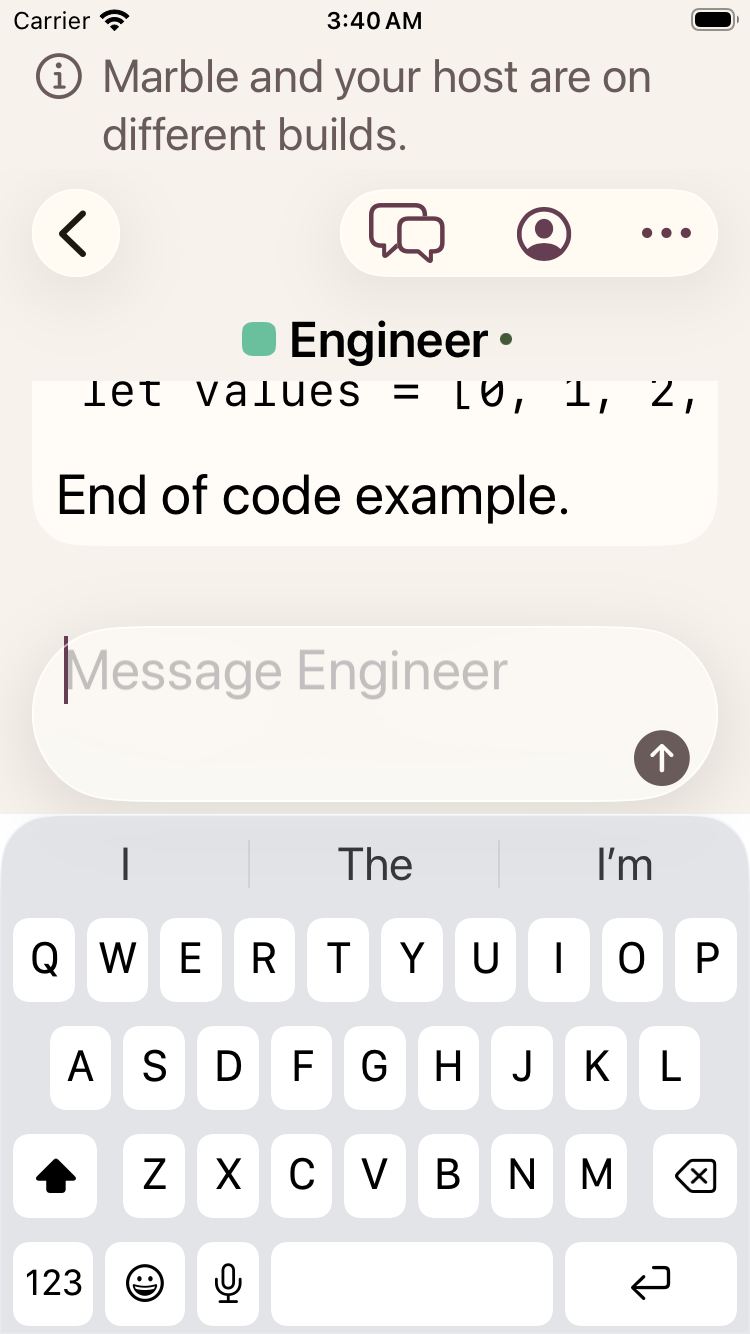 Carrier 3:40 AM
Marble and your host are on
different builds.
Engineer
let values = [0, 1, 2,
End of code example.
Message Engineer
I The I’m
Q W E R T Y U I O P
A S D F G H J K L
Z X C V B N M
123